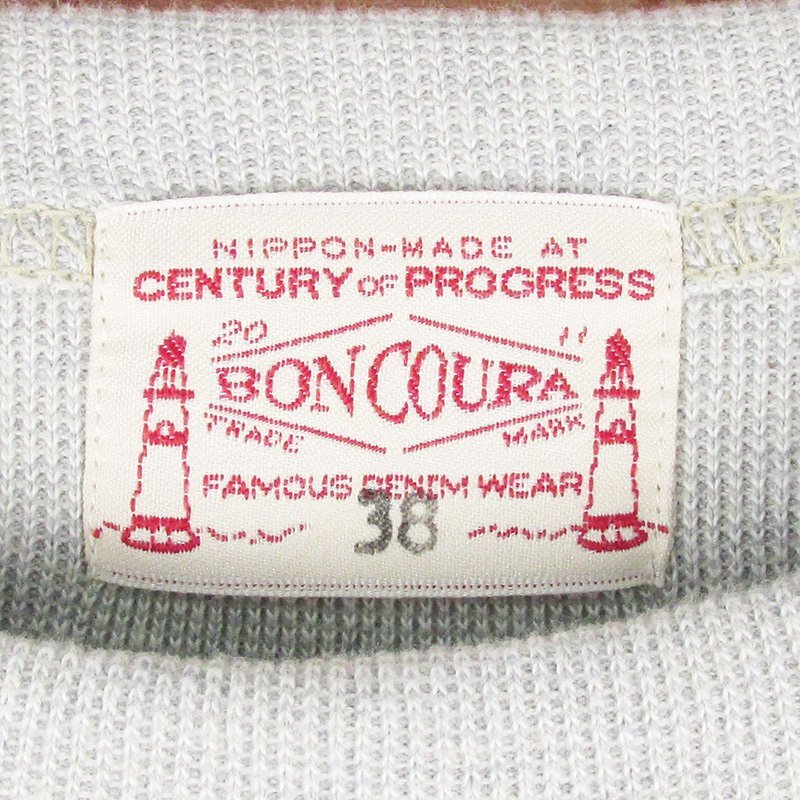 NIPPON-MADE AT
CENTURY OF PROGRESS
20 11
BONCOURA
TRADE MARK
FAMOUS DENIM WEAR
38